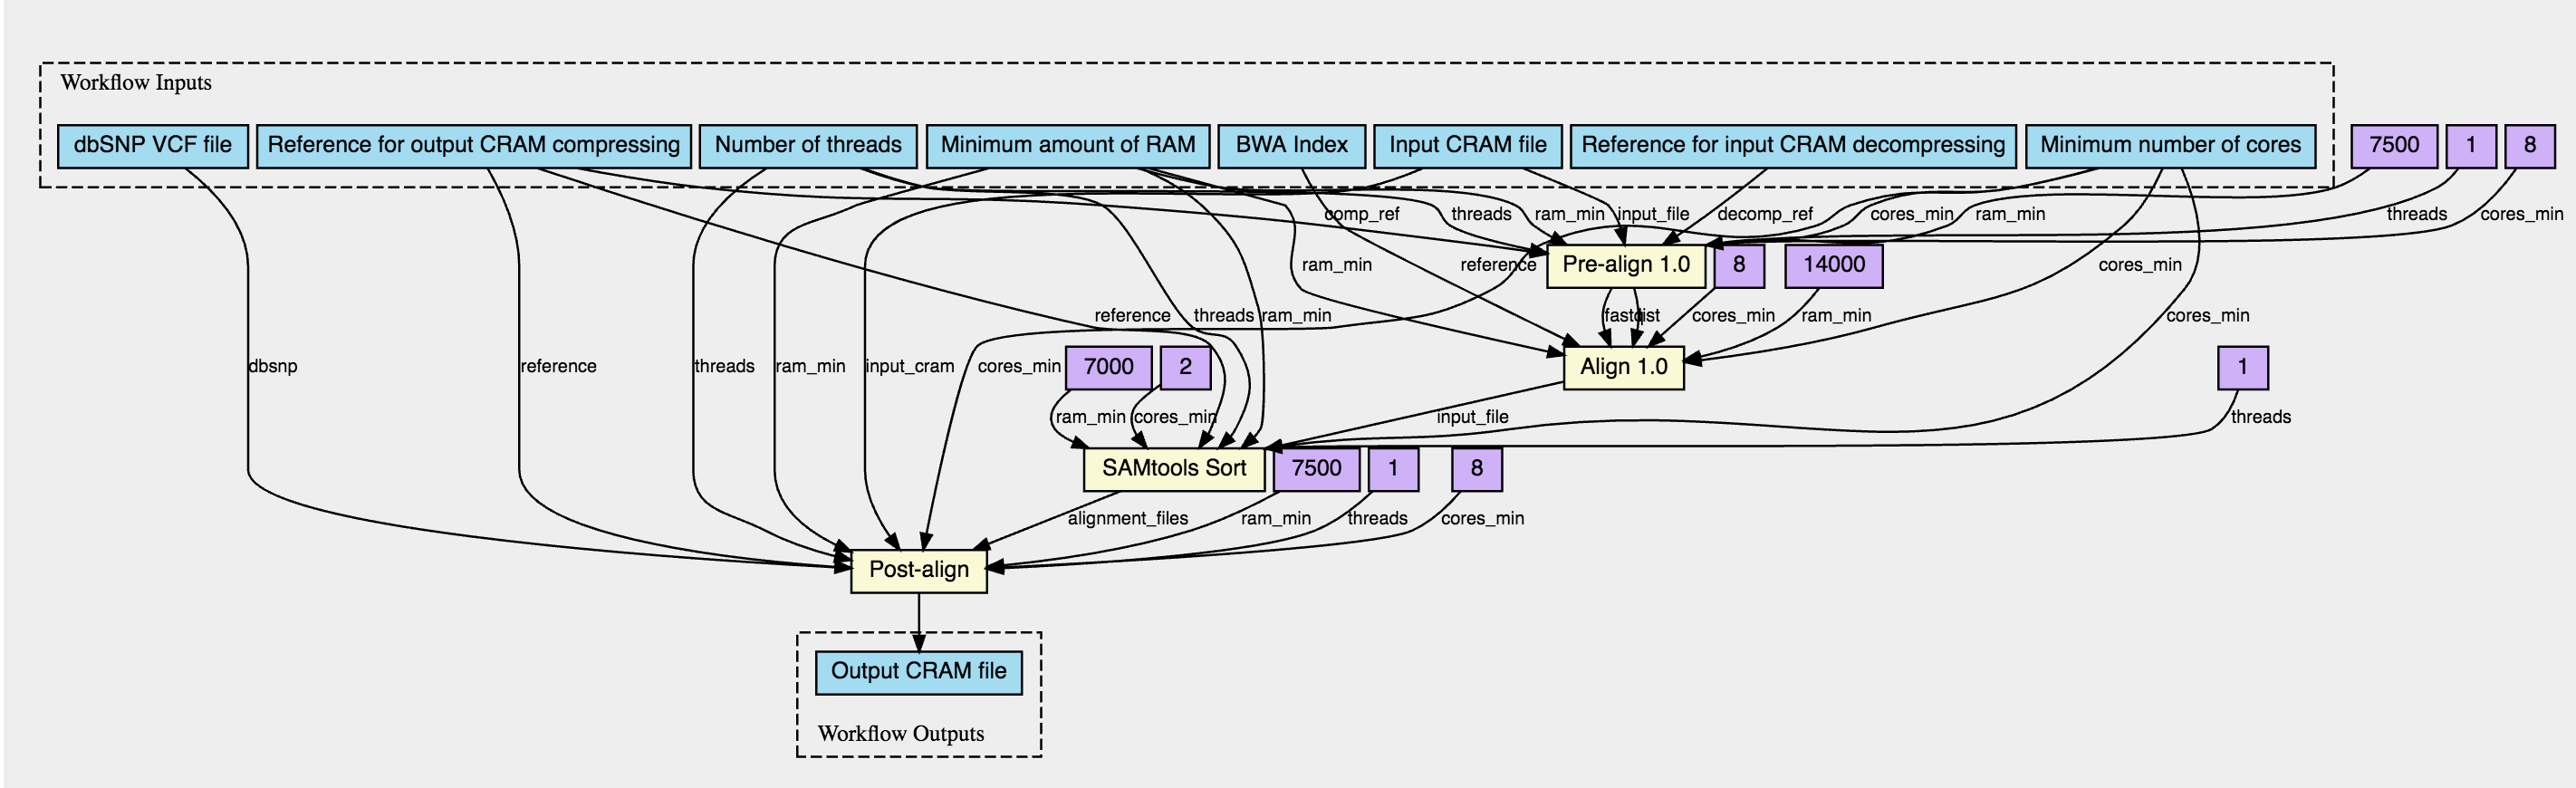 Workflow Inputs
dbSNP VCF file
Reference for output CRAM compressing
Number of threads
Minimum amount of RAM
BWA Index
Input CRAM file
Reference for input CRAM decompressing
Minimum number of cores
7500
1
8
comp_ref
threads
ram_min
input_file
decomp_ref
cores_min
ram_min
threads
cores_min
ram_min
reference
Pre-align 1.0
8
14000
cores_min
reference
threads
ram_min
fastq
list
cores_min
ram_min
cores_min
dbsnp
reference
threads
ram_min
input_cram
cores_min
7000
2
Align 1.0
1
ram_min
cores_min
input_file
threads
SAMtools Sort
7500
1
8
alignment_files
ram_min
threads
cores_min
Post-align
Output CRAM file
Workflow Outputs